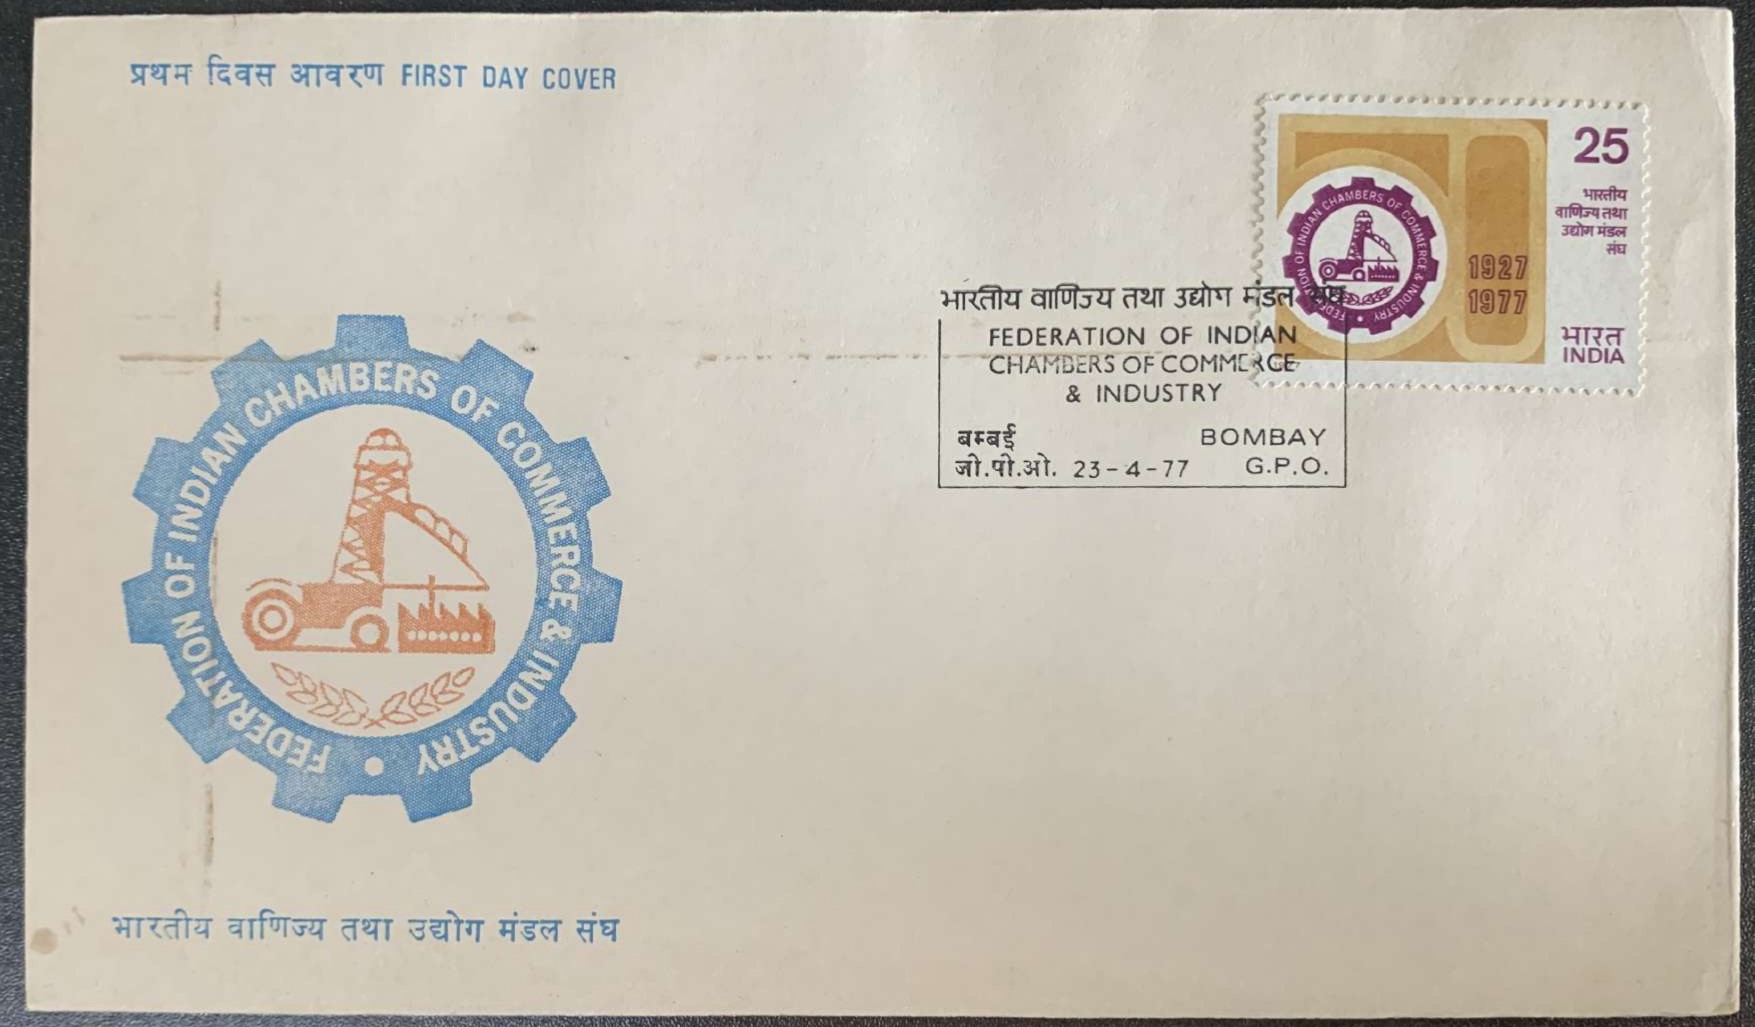 प्रथम दिवस आवरण FIRST DAY COVER
25
भारतीय
वाणिज्य तथा
उद्योग मंडल
संघ
FEDERATION OF INDIAN CHAMBERS OF COMMERCE & INDUSTRY
1927
1977
भारत
INDIA
भारतीय वाणिज्य तथा उद्योग मंडल संघ
FEDERATION OF INDIAN
CHAMBERS OF COMMERCE
& INDUSTRY
बम्बई BOMBAY
जी.पी.ओ. 23-4-77 G.P.O.
FEDERATION OF INDIAN CHAMBERS OF COMMERCE & INDUSTRY
भारतीय वाणिज्य तथा उद्योग मंडल संघ